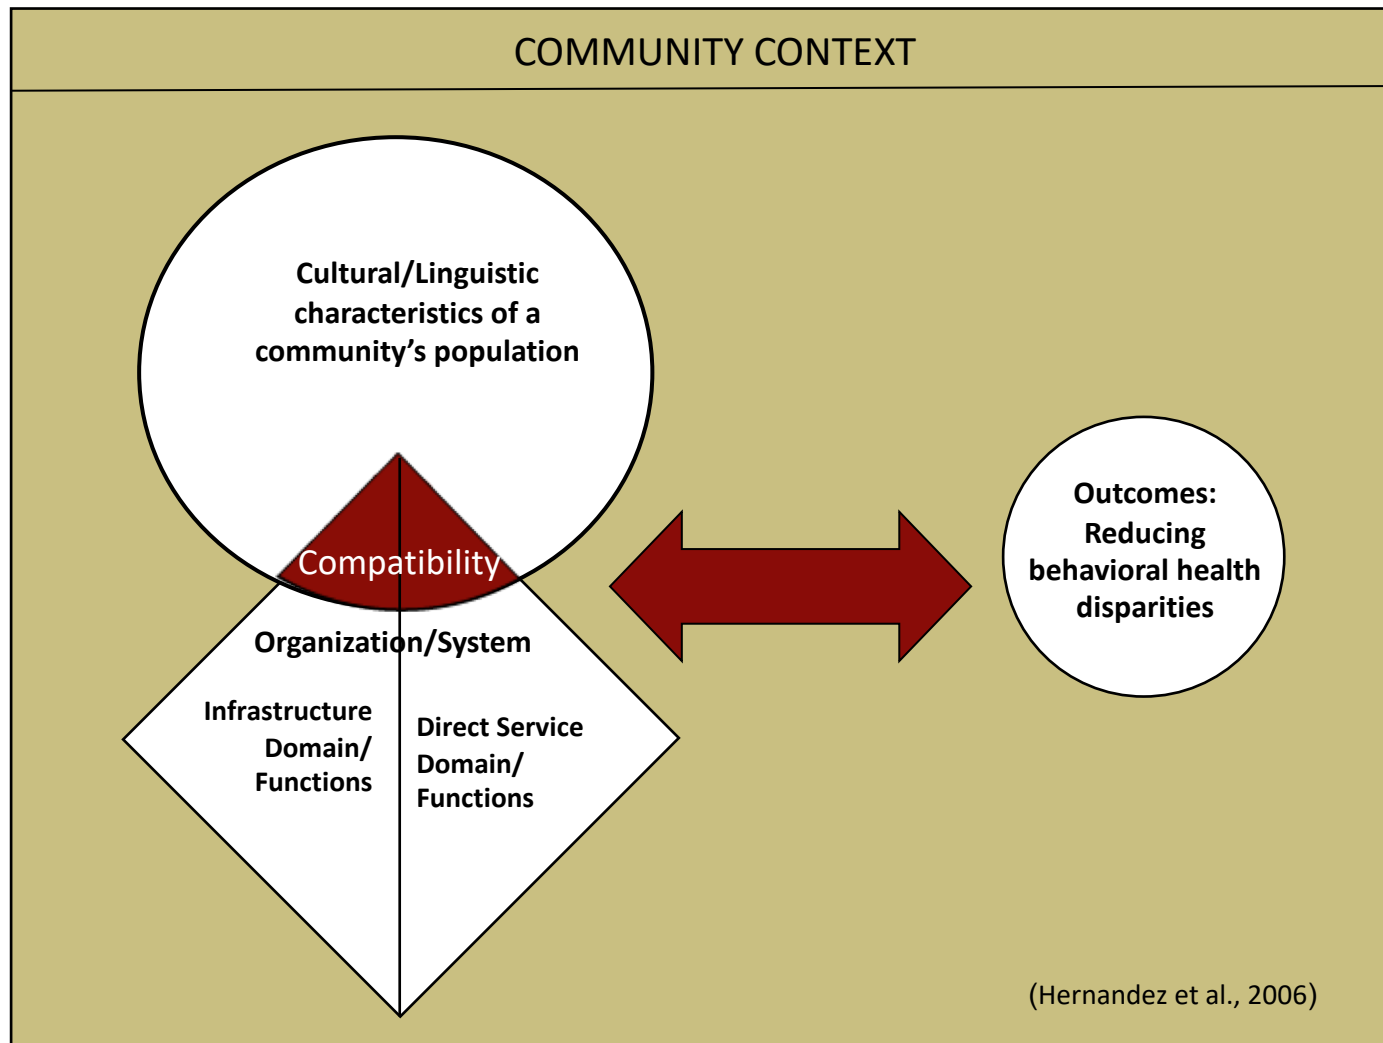 COMMUNITY CONTEXT
Cultural/Linguistic
characteristics of a
community’s population
Compatibility
Organization/System
Infrastructure
Domain/
Functions
Direct Service
Domain/
Functions
Outcomes:
Reducing
behavioral health
disparities
(Hernandez et al., 2006)